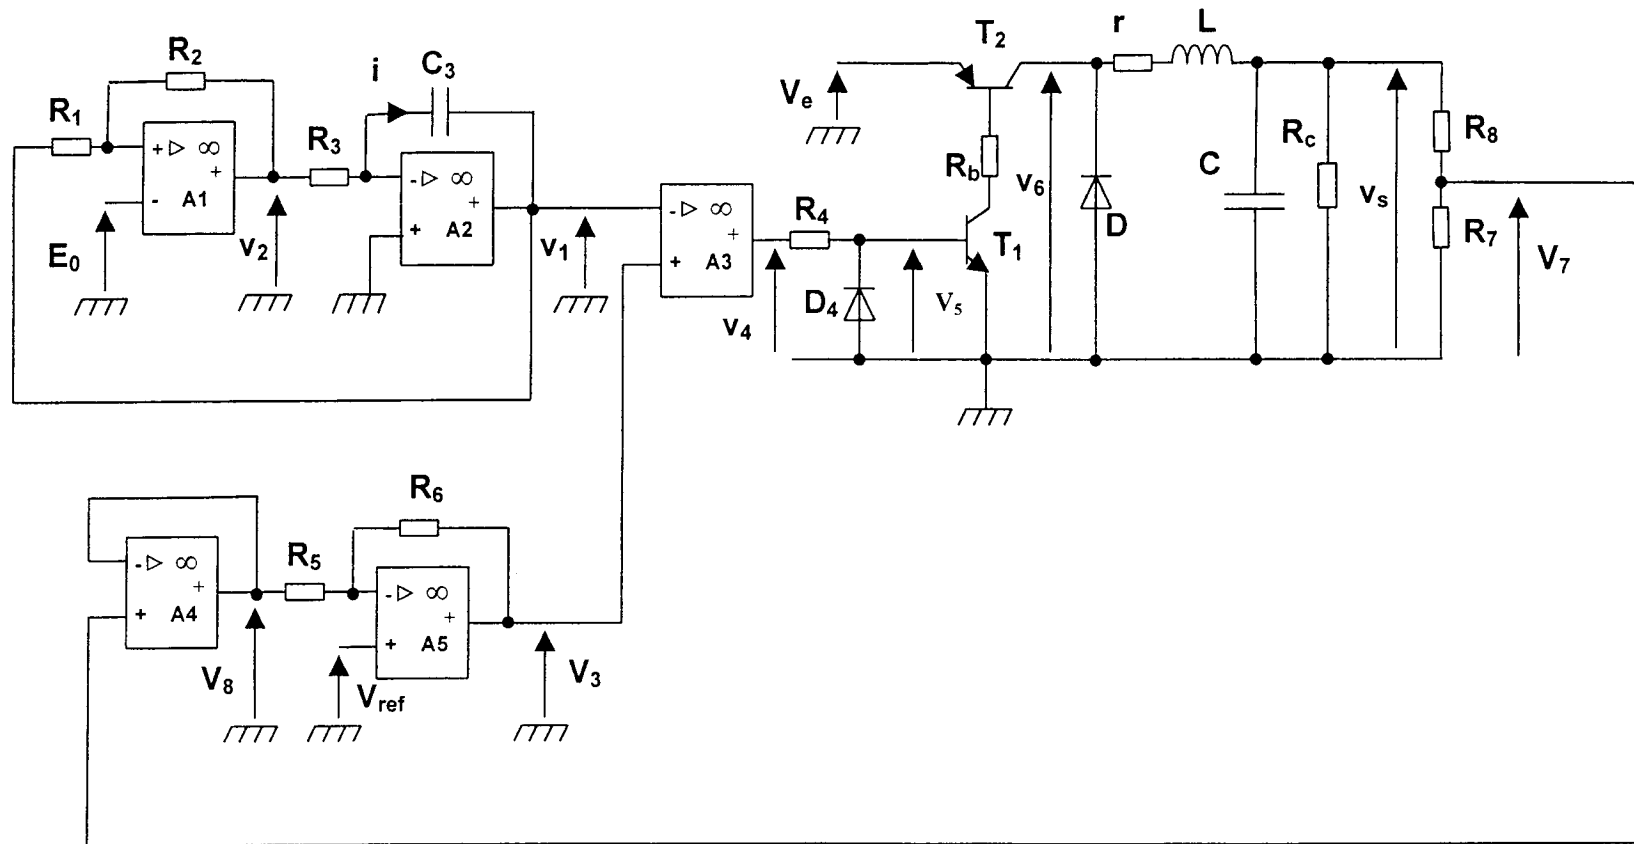 R1
R2
+ ▷ ∞
+
A1
-
E0
v2
R3
i
C3
- ▷ ∞
+
A2
+
v1
- ▷ ∞
+
A3
+
v4
R4
D4
V5
T1
Rb
Ve
T2
v6
D
r
L
C
Rc
vs
R8
R7
V7
- ▷ ∞
+
A4
+
V8
R5
R6
- ▷ ∞
+
A5
+
Vref
V3